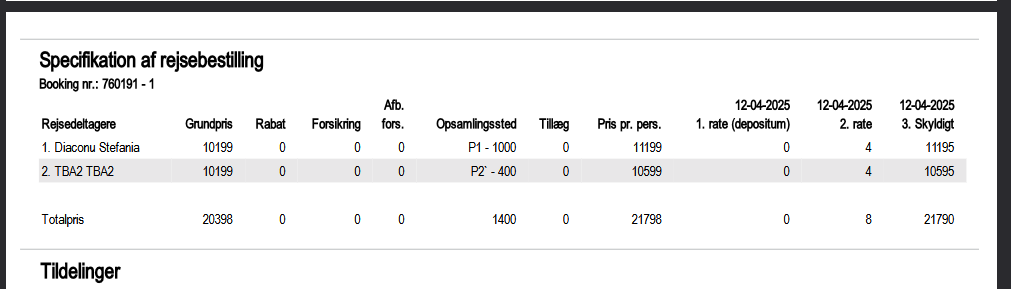 Specifikation af rejsebestilling
Booking nr.: 760191 - 1
Afb. 12-04-2025 12-04-2025 12-04-2025
Rejsedeltagere Grundpris Rabat Forsikring fors. Opsamlingssted Tillæg Pris pr. pers. 1. rate (depositum) 2. rate 3. Skyldigt
1. Diaconu Stefania 10199 0 0 0 P1 - 1000 0 11199 0 4 11195
2. TBA2 TBA2 10199 0 0 0 P2` - 400 0 10599 0 4 10595
Totalpris 20398 0 0 0 1400 0 21798 0 8 21790
Tildelinger